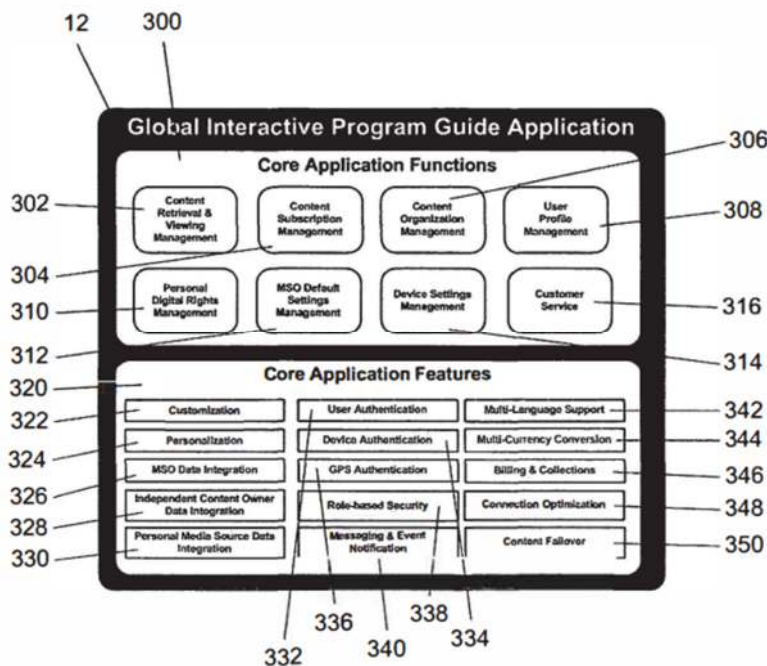 12
300
Global Interactive Program Guide Application
Core Application Functions
306
302
Content
Retrieval &
Viewing
Management
Content
Subscription
Management
Content
Organization
Management
User
Profile
Management
308
304
310
Personal
Digital Rights
Management
MSO Default
Settings
Management
Device Settings
Management
Customer
Service
316
312
314
320
Core Application Features
322
Customization
User Authentication
Multi-Language Support
342
324
Personalization
Device Authentication
Multi-Currency Conversion
344
326
MSO Data Integration
GPS Authentication
Billing & Collections
346
328
Independent Content Owner
Data Integration
Role-based Security
Connection Optimization
348
330
Personal Media Source Data
Integration
Messaging & Event
Notification
Content Failover
350
332
336
340
338
334